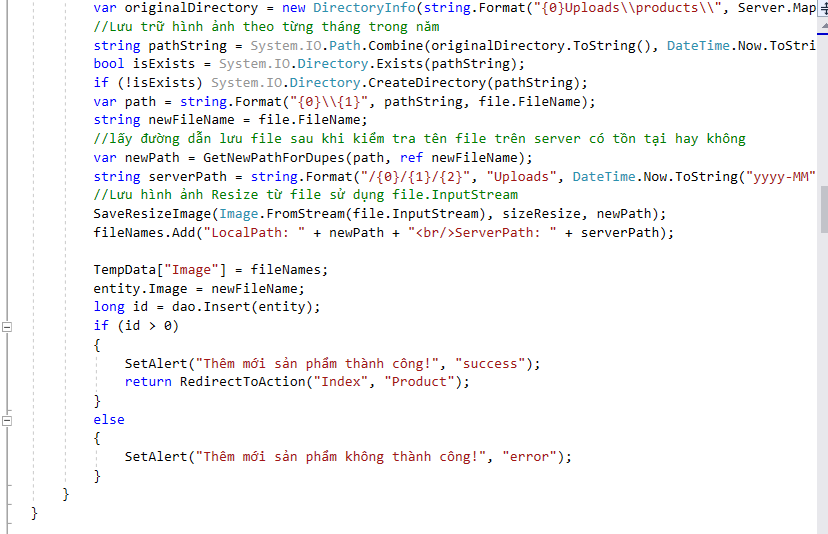 var originalDirectory = new DirectoryInfo(string.Format("{0}Uploads\\products\\", Server.Map
//Lưu trữ hình ảnh theo từng tháng trong năm
string pathString = System.IO.Path.Combine(originalDirectory.ToString(), DateTime.Now.ToStri
bool isExists = System.IO.Directory.Exists(pathString);
if (!isExists) System.IO.Directory.CreateDirectory(pathString);
var path = string.Format("{0}\\{1}", pathString, file.FileName);
string newFileName = file.FileName;
//lấy đường dẫn lưu file sau khi kiểm tra tên file trên server có tồn tại hay không
var newPath = GetNewPathForDupes(path, ref newFileName);
string serverPath = string.Format("/{0}/{1}/{2}", "Uploads", DateTime.Now.ToString("yyyy-MM"
//Lưu hình ảnh Resize từ file sử dụng file.InputStream
SaveResizeImage(Image.FromStream(file.InputStream), sizeResize, newPath);
fileNames.Add("LocalPath: " + newPath + "<br/>ServerPath: " + serverPath);
TempData["Image"] = fileNames;
entity.Image = newFileName;
long id = dao.Insert(entity);
if (id > 0)
{
SetAlert("Thêm mới sản phẩm thành công!", "success");
return RedirectToAction("Index", "Product");
}
else
{
SetAlert("Thêm mới sản phẩm không thành công!", "error");
}
}
}